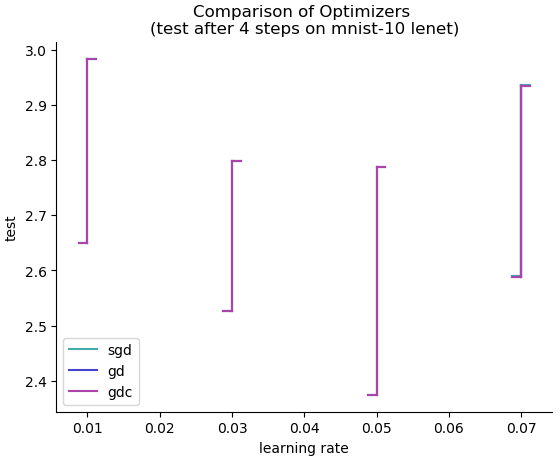 Comparison of Optimizers
(test after 4 steps on mnist-10 lenet)
3.0
2.9
2.8
2.7
2.6
2.5
2.4
test
sgd
gd
gdc
0.01 0.02 0.03 0.04 0.05 0.06 0.07
learning rate